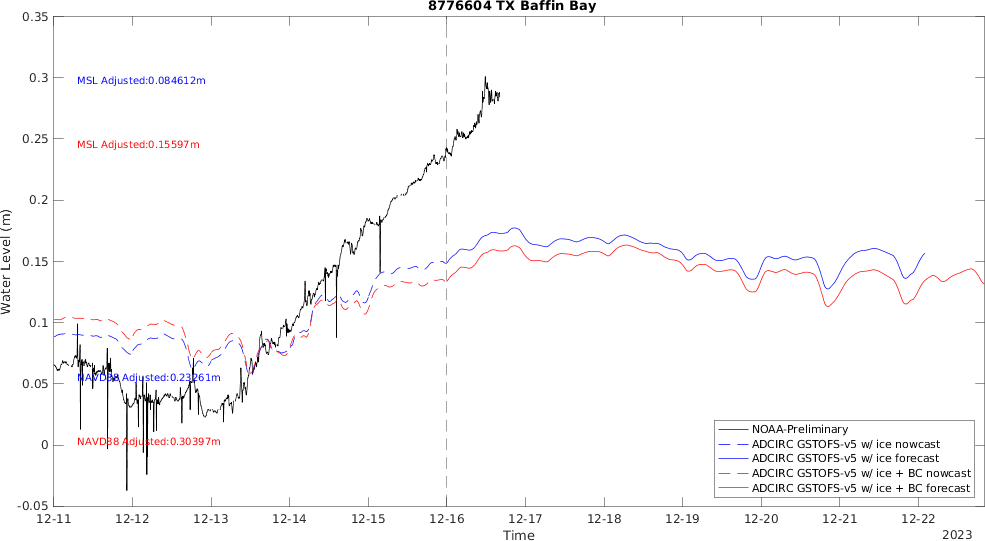 8776604 TX Baffin Bay
0.35
0.3
0.25
0.2
0.15
0.1
0.05
0
-0.05
Water Level (m)
MSL Adjusted:0.084612m
MSL Adjusted:0.15597m
NAVD88 Adjusted:0.23261m
NAVD88 Adjusted:0.30397m
NOAA-Preliminary
ADCIRC GSTOFS-v5 w/ ice nowcast
ADCIRC GSTOFS-v5 w/ ice forecast
ADCIRC GSTOFS-v5 w/ ice + BC nowcast
ADCIRC GSTOFS-v5 w/ ice + BC forecast
12-11 12-12 12-13 12-14 12-15 12-16 12-17 12-18 12-19 12-20 12-21 12-22
Time
2023